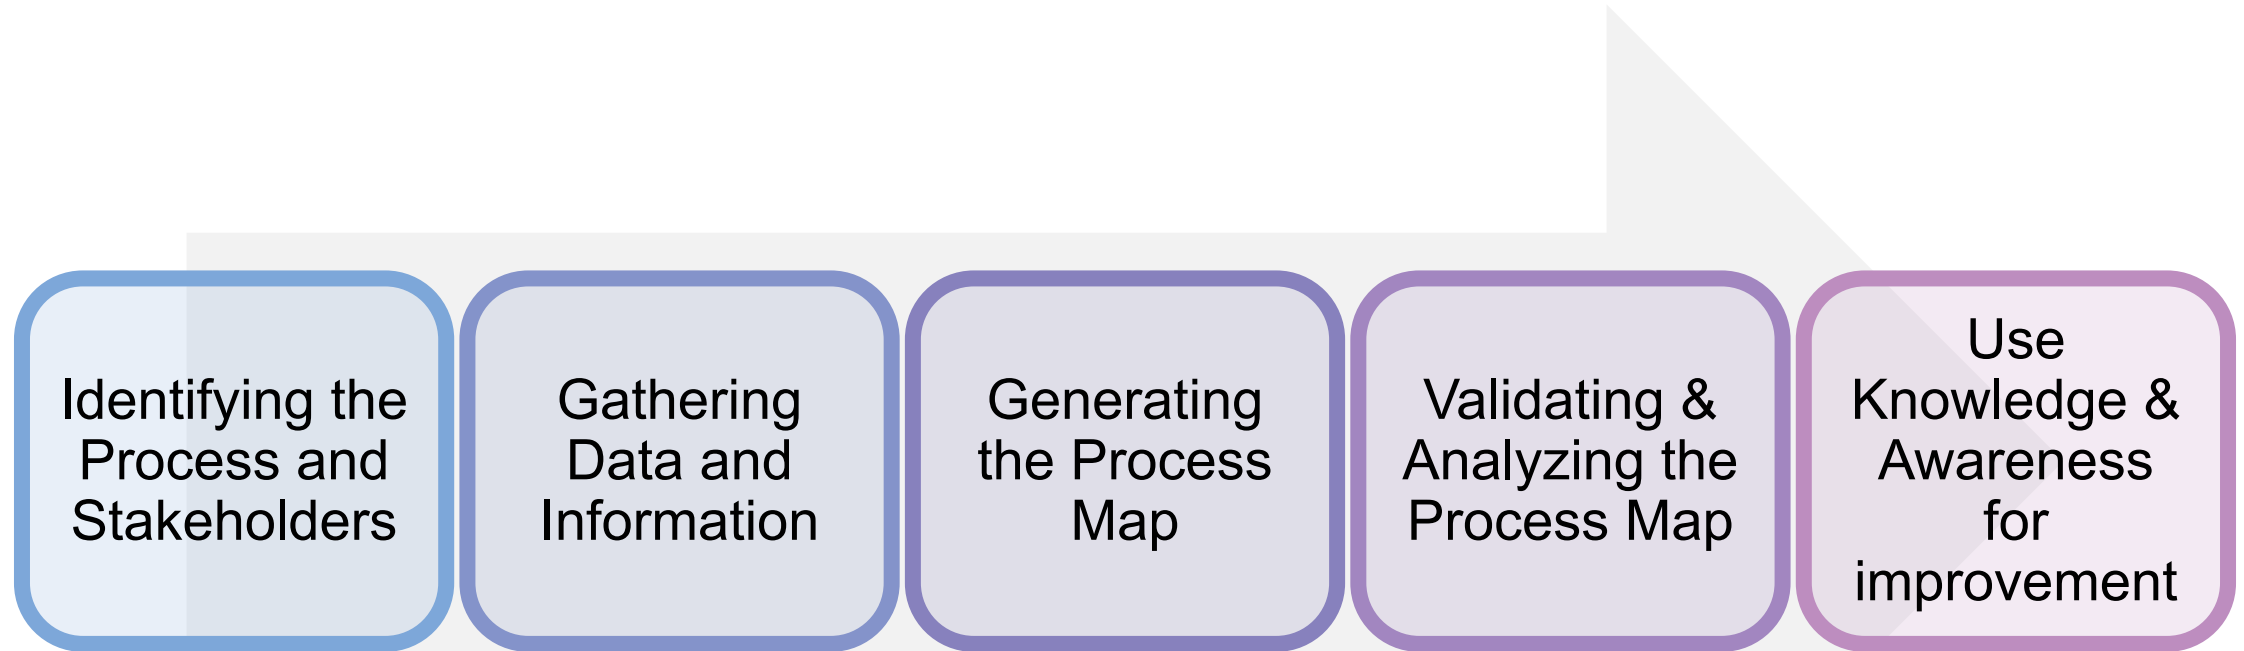 Identifying the
Process and
Stakeholders
Gathering
Data and
Information
Generating
the Process
Map
Validating &
Analyzing the
Process Map
Use
Knowledge &
Awareness
for
improvement